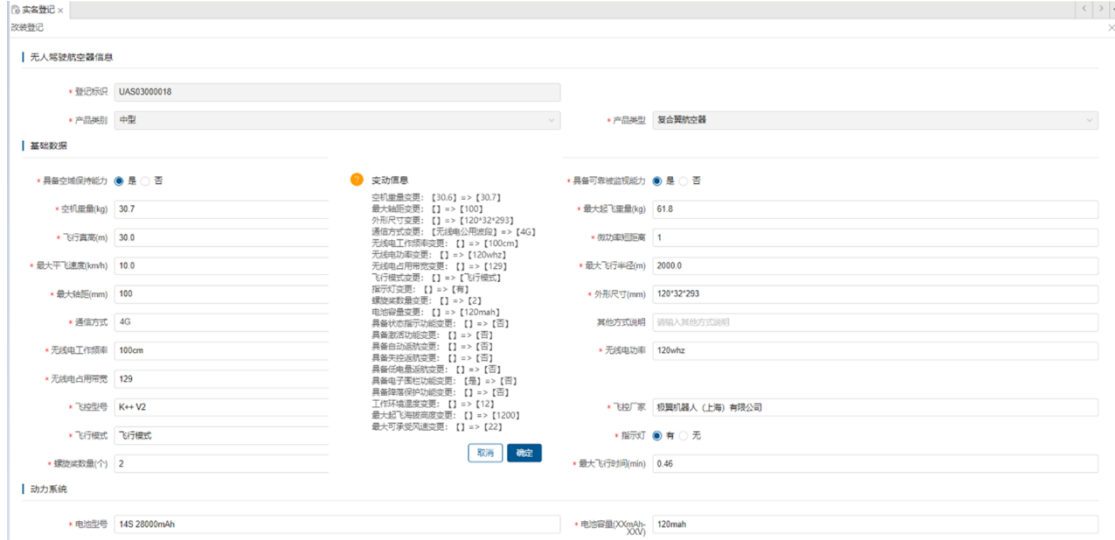 实名登记 ×
改装登记
无人驾驶航空器信息
* 登记标识 UAS03000018
* 产品类别 中型
* 产品类型 复合翼航空器
基础数据
* 具备空域保持能力 是 否
* 具备可靠被监视能力 是 否
* 空机重量(kg) 30.7
* 最大起飞重量(kg) 61.8
* 飞行真高(m) 30.0
* 微功率短距离 1
* 最大平飞速度(km/h) 10.0
* 最大飞行半径(m) 2000.0
* 最大轴距(mm) 100
* 外形尺寸(mm) 120*32*293
* 通信方式 4G
其他方式说明 请输入其他方式说明
* 无线电工作频率 100cm
* 无线电功率 120whz
* 无线电占用带宽 129
* 飞控型号 K++ V2
* 飞控厂家 极翼机器人（上海）有限公司
* 飞行模式 飞行模式
* 指示灯 有 无
* 螺旋桨数量(个) 2
* 最大飞行时间(min) 0.46
变动信息
空机重量变更: 【30.6】=>【30.7】
最大轴距变更: 【】=>【100】
外形尺寸变更: 【】=>【120*32*293】
通信方式变更: 【无线电公用波段】=>【4G】
无线电工作频率变更: 【】=>【100cm】
无线电功率变更: 【】=>【120whz】
无线电占用带宽变更: 【】=>【129】
飞行模式变更: 【】=>【飞行模式】
指示灯变更: 【】=>【有】
螺旋桨数量变更: 【】=>【2】
电池容量变更: 【】=>【120mah】
具备状态指示功能变更: 【】=>【否】
具备激活功能变更: 【】=>【否】
具备自动返航变更: 【】=>【否】
具备失控返航变更: 【】=>【否】
具备低电量返航变更: 【】=>【否】
具备电子围栏功能变更: 【是】=>【否】
具备降落保护功能变更: 【】=>【否】
工作环境温度变更: 【】=>【12】
最大起飞海拔高度变更: 【】=>【1200】
最大可承受风速变更: 【】=>【22】
取消 确定
动力系统
* 电池型号 14S 28000mAh
* 电池容量(XXmAh-XXV) 120mah